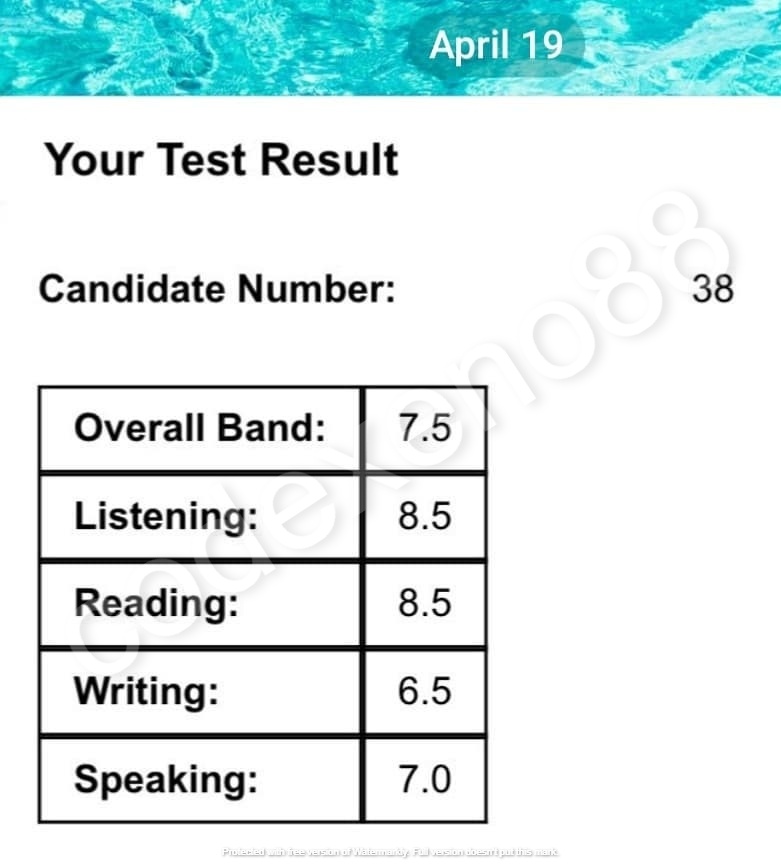 April 19
Your Test Result
Candidate Number: 38
Overall Band: 7.5
Listening: 8.5
Reading: 8.5
Writing: 6.5
Speaking: 7.0
codexeno88
Protected with free version of Watermarkly. Full version doesn't put this mark.